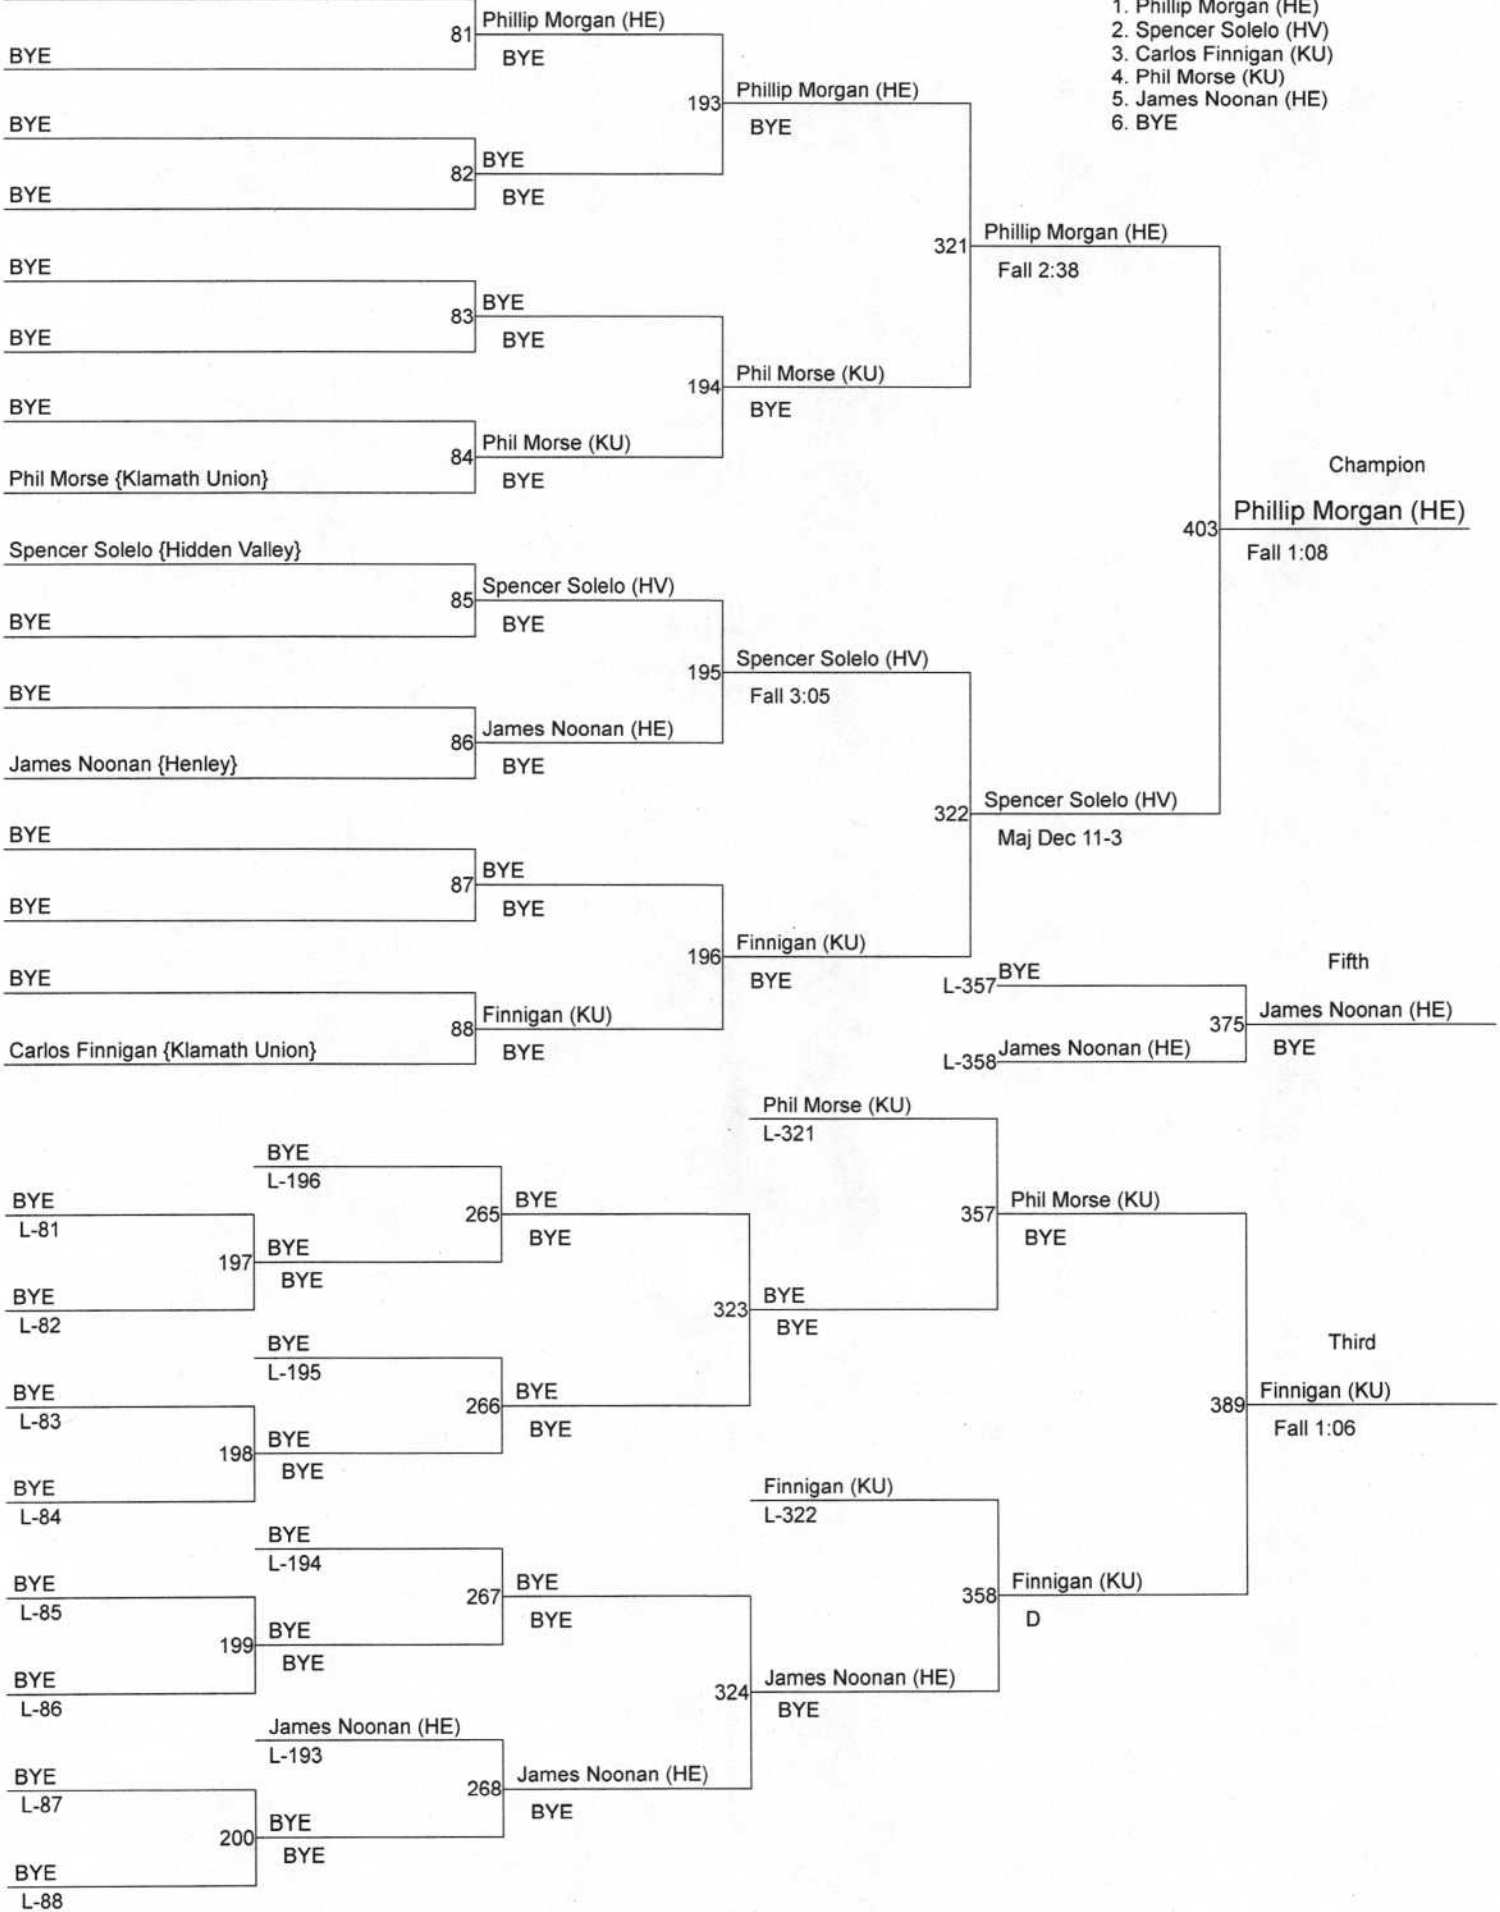 1. Phillip Morgan (HE)
2. Spencer Solelo (HV)
3. Carlos Finnigan (KU)
4. Phil Morse (KU)
5. James Noonan (HE)
6. BYE
81
Phillip Morgan (HE)
BYE
BYE
193
Phillip Morgan (HE)
BYE
BYE
82
BYE
BYE
BYE
321
Phillip Morgan (HE)
Fall 2:38
BYE
83
BYE
BYE
BYE
194
Phil Morse (KU)
BYE
BYE
84
Phil Morse (KU)
BYE
Phil Morse {Klamath Union}
Champion
403
Phillip Morgan (HE)
Fall 1:08
Spencer Solelo {Hidden Valley}
85
Spencer Solelo (HV)
BYE
BYE
195
Spencer Solelo (HV)
Fall 3:05
BYE
86
James Noonan (HE)
BYE
James Noonan {Henley}
322
Spencer Solelo (HV)
Maj Dec 11-3
BYE
87
BYE
BYE
BYE
196
Finnigan (KU)
BYE
BYE
88
Finnigan (KU)
BYE
Carlos Finnigan {Klamath Union}
Fifth
L-357
BYE
375
James Noonan (HE)
BYE
L-358
James Noonan (HE)
Phil Morse (KU)
L-321
BYE
L-196
BYE
L-81
265
BYE
BYE
357
Phil Morse (KU)
BYE
197
BYE
BYE
BYE
L-82
323
BYE
BYE
BYE
L-195
Third
BYE
L-83
266
BYE
BYE
389
Finnigan (KU)
Fall 1:06
198
BYE
BYE
BYE
L-84
Finnigan (KU)
L-322
BYE
L-194
BYE
L-85
267
BYE
BYE
358
Finnigan (KU)
D
199
BYE
BYE
BYE
L-86
324
James Noonan (HE)
BYE
James Noonan (HE)
L-193
BYE
L-87
268
James Noonan (HE)
BYE
200
BYE
BYE
BYE
L-88